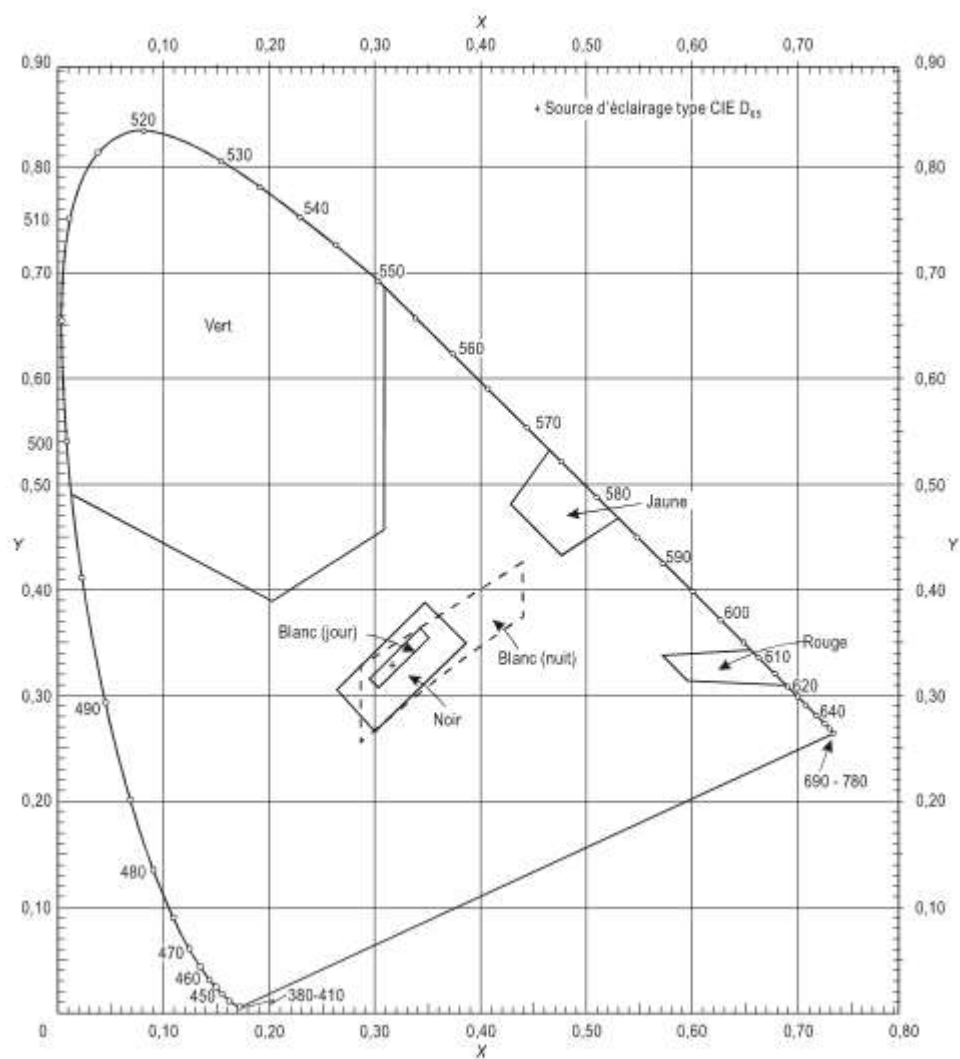 X
0,10 0,20 0,30 0,40 0,50 0,60 0,70
0,90 0,90
+ Source d'éclairage type CIE D₆₅
520
530
0,80 0,80
510 540
0,70 550 0,70
Vert
560
0,60 0,60
570
500
0,50 580 0,50
Jaune
Y Y
590
0,40 0,40
600
Blanc (jour)
Blanc (nuit) 610 Rouge
0,30 620 0,30
490 Noir 640
690 - 780
0,20 0,20
480
0,10 0,10
470
460
450 380-410
0 0,10 0,20 0,30 0,40 0,50 0,60 0,70 0,80
X